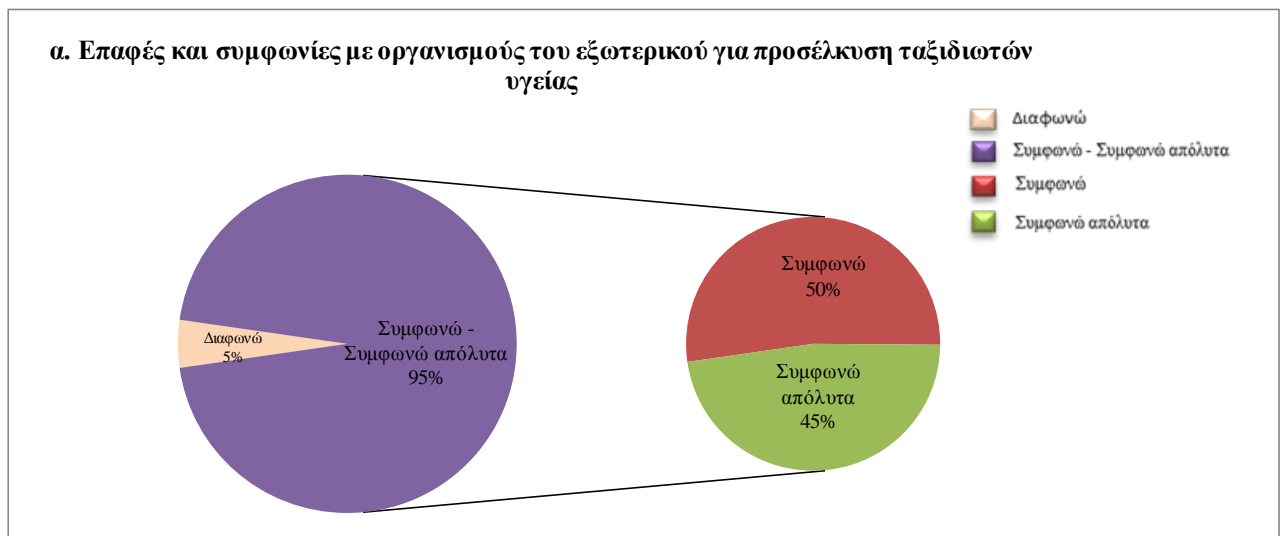 α. Επαφές και συμφωνίες με οργανισμούς του εξωτερικού για προσέλκυση ταξιδιωτών
υγείας
Διαφωνώ
Συμφωνώ - Συμφωνώ απόλυτα
Συμφωνώ
Συμφωνώ απόλυτα
Διαφωνώ
5%
Συμφωνώ -
Συμφωνώ απόλυτα
95%
Συμφωνώ
50%
Συμφωνώ
απόλυτα
45%